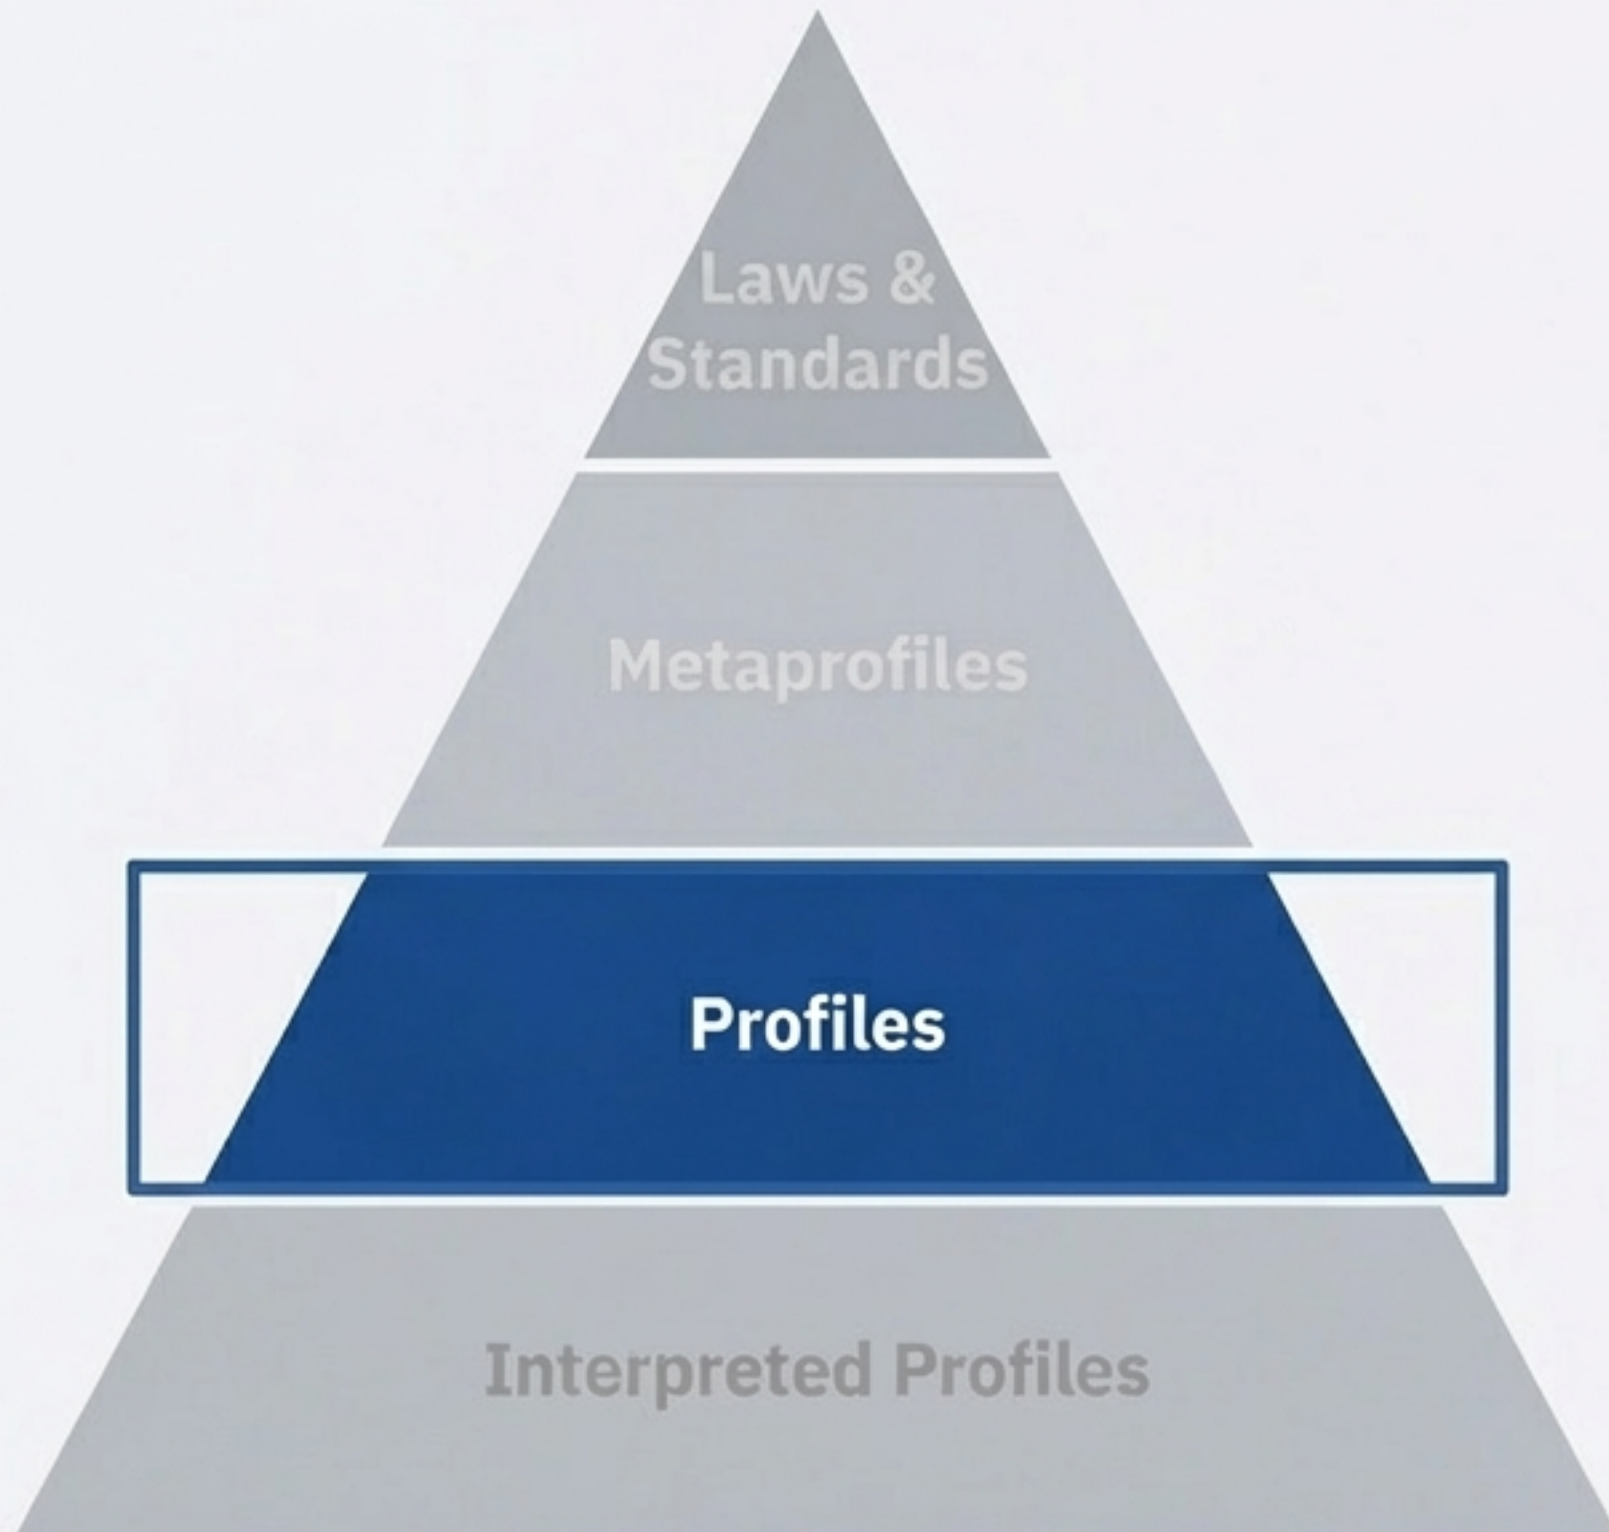 Laws &
Standards
Metaprofiles
Profiles
Interpreted Profiles